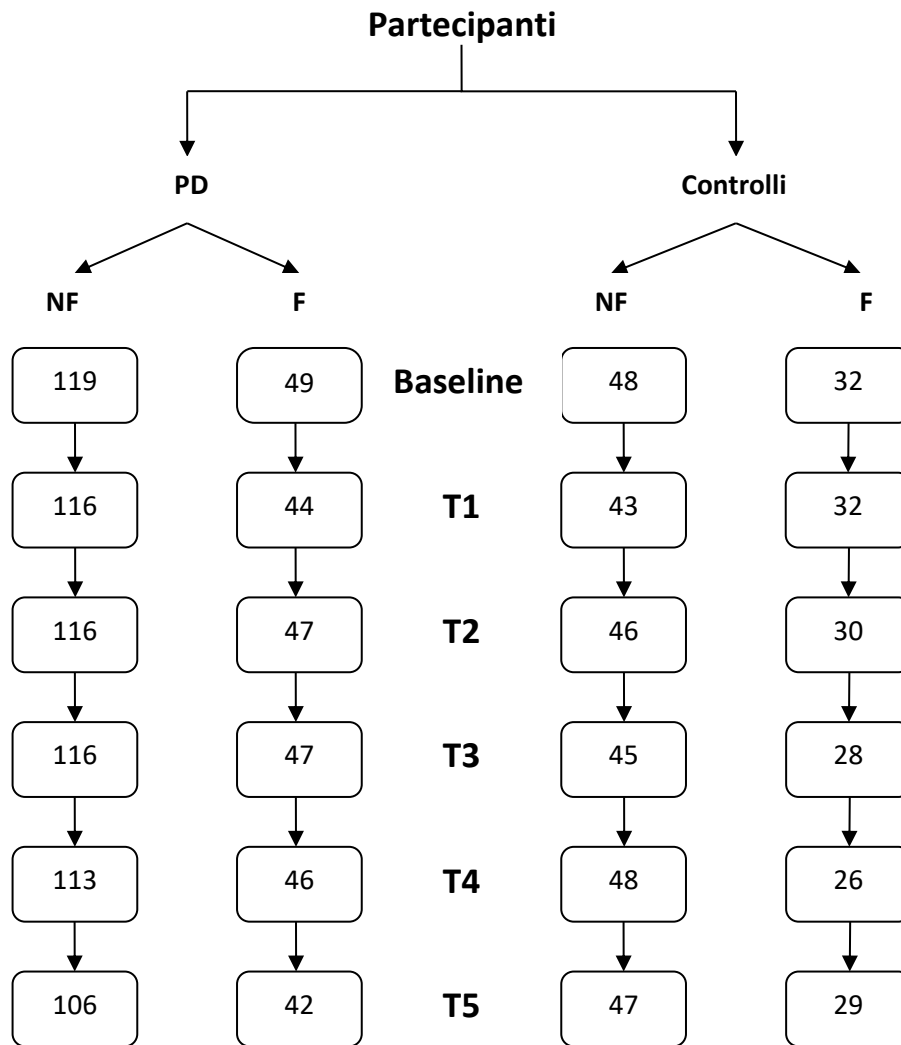 Partecipanti
PD Controlli
NF F NF F
119 49 Baseline 48 32
116 44 T1 43 32
116 47 T2 46 30
116 47 T3 45 28
113 46 T4 48 26
106 42 T5 47 29